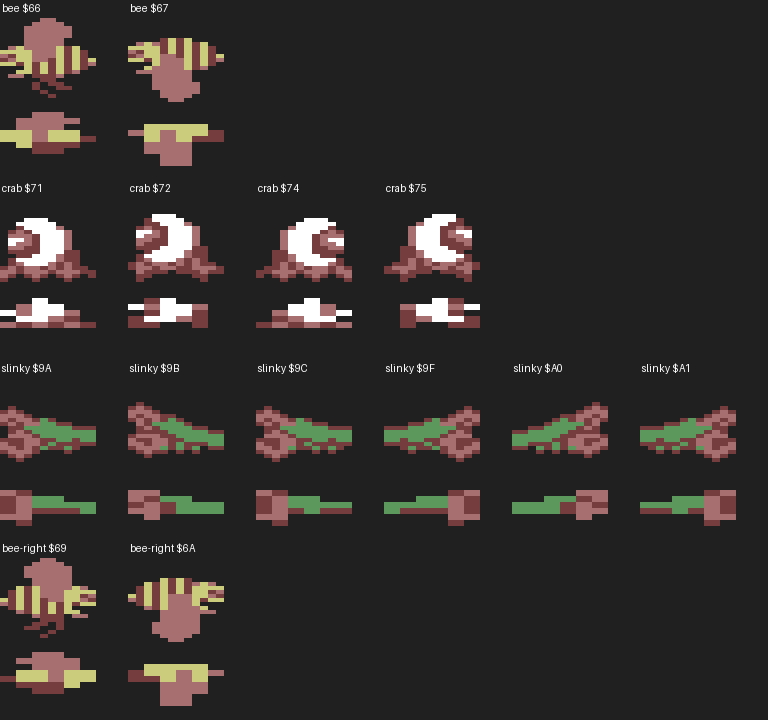 bee $66 bee $67
crab $71 crab $72 crab $74 crab $75
slinky $9A slinky $9B slinky $9C slinky $9F slinky $A0 slinky $A1
bee-right $69 bee-right $6A